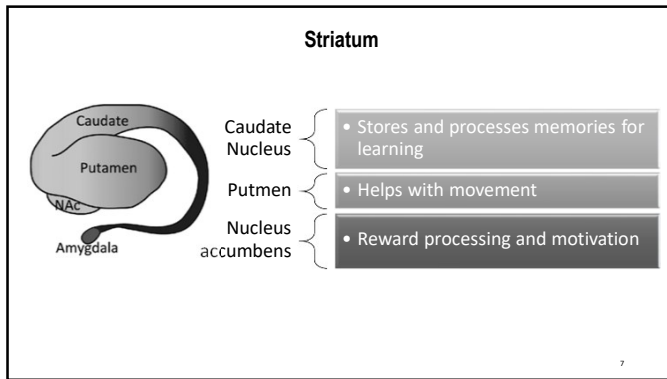 Striatum
Caudate
Putamen
NAc
Amygdala
Caudate
Nucleus
• Stores and processes memories for
learning
Putmen
• Helps with movement
Nucleus
accumbens
• Reward processing and motivation
7